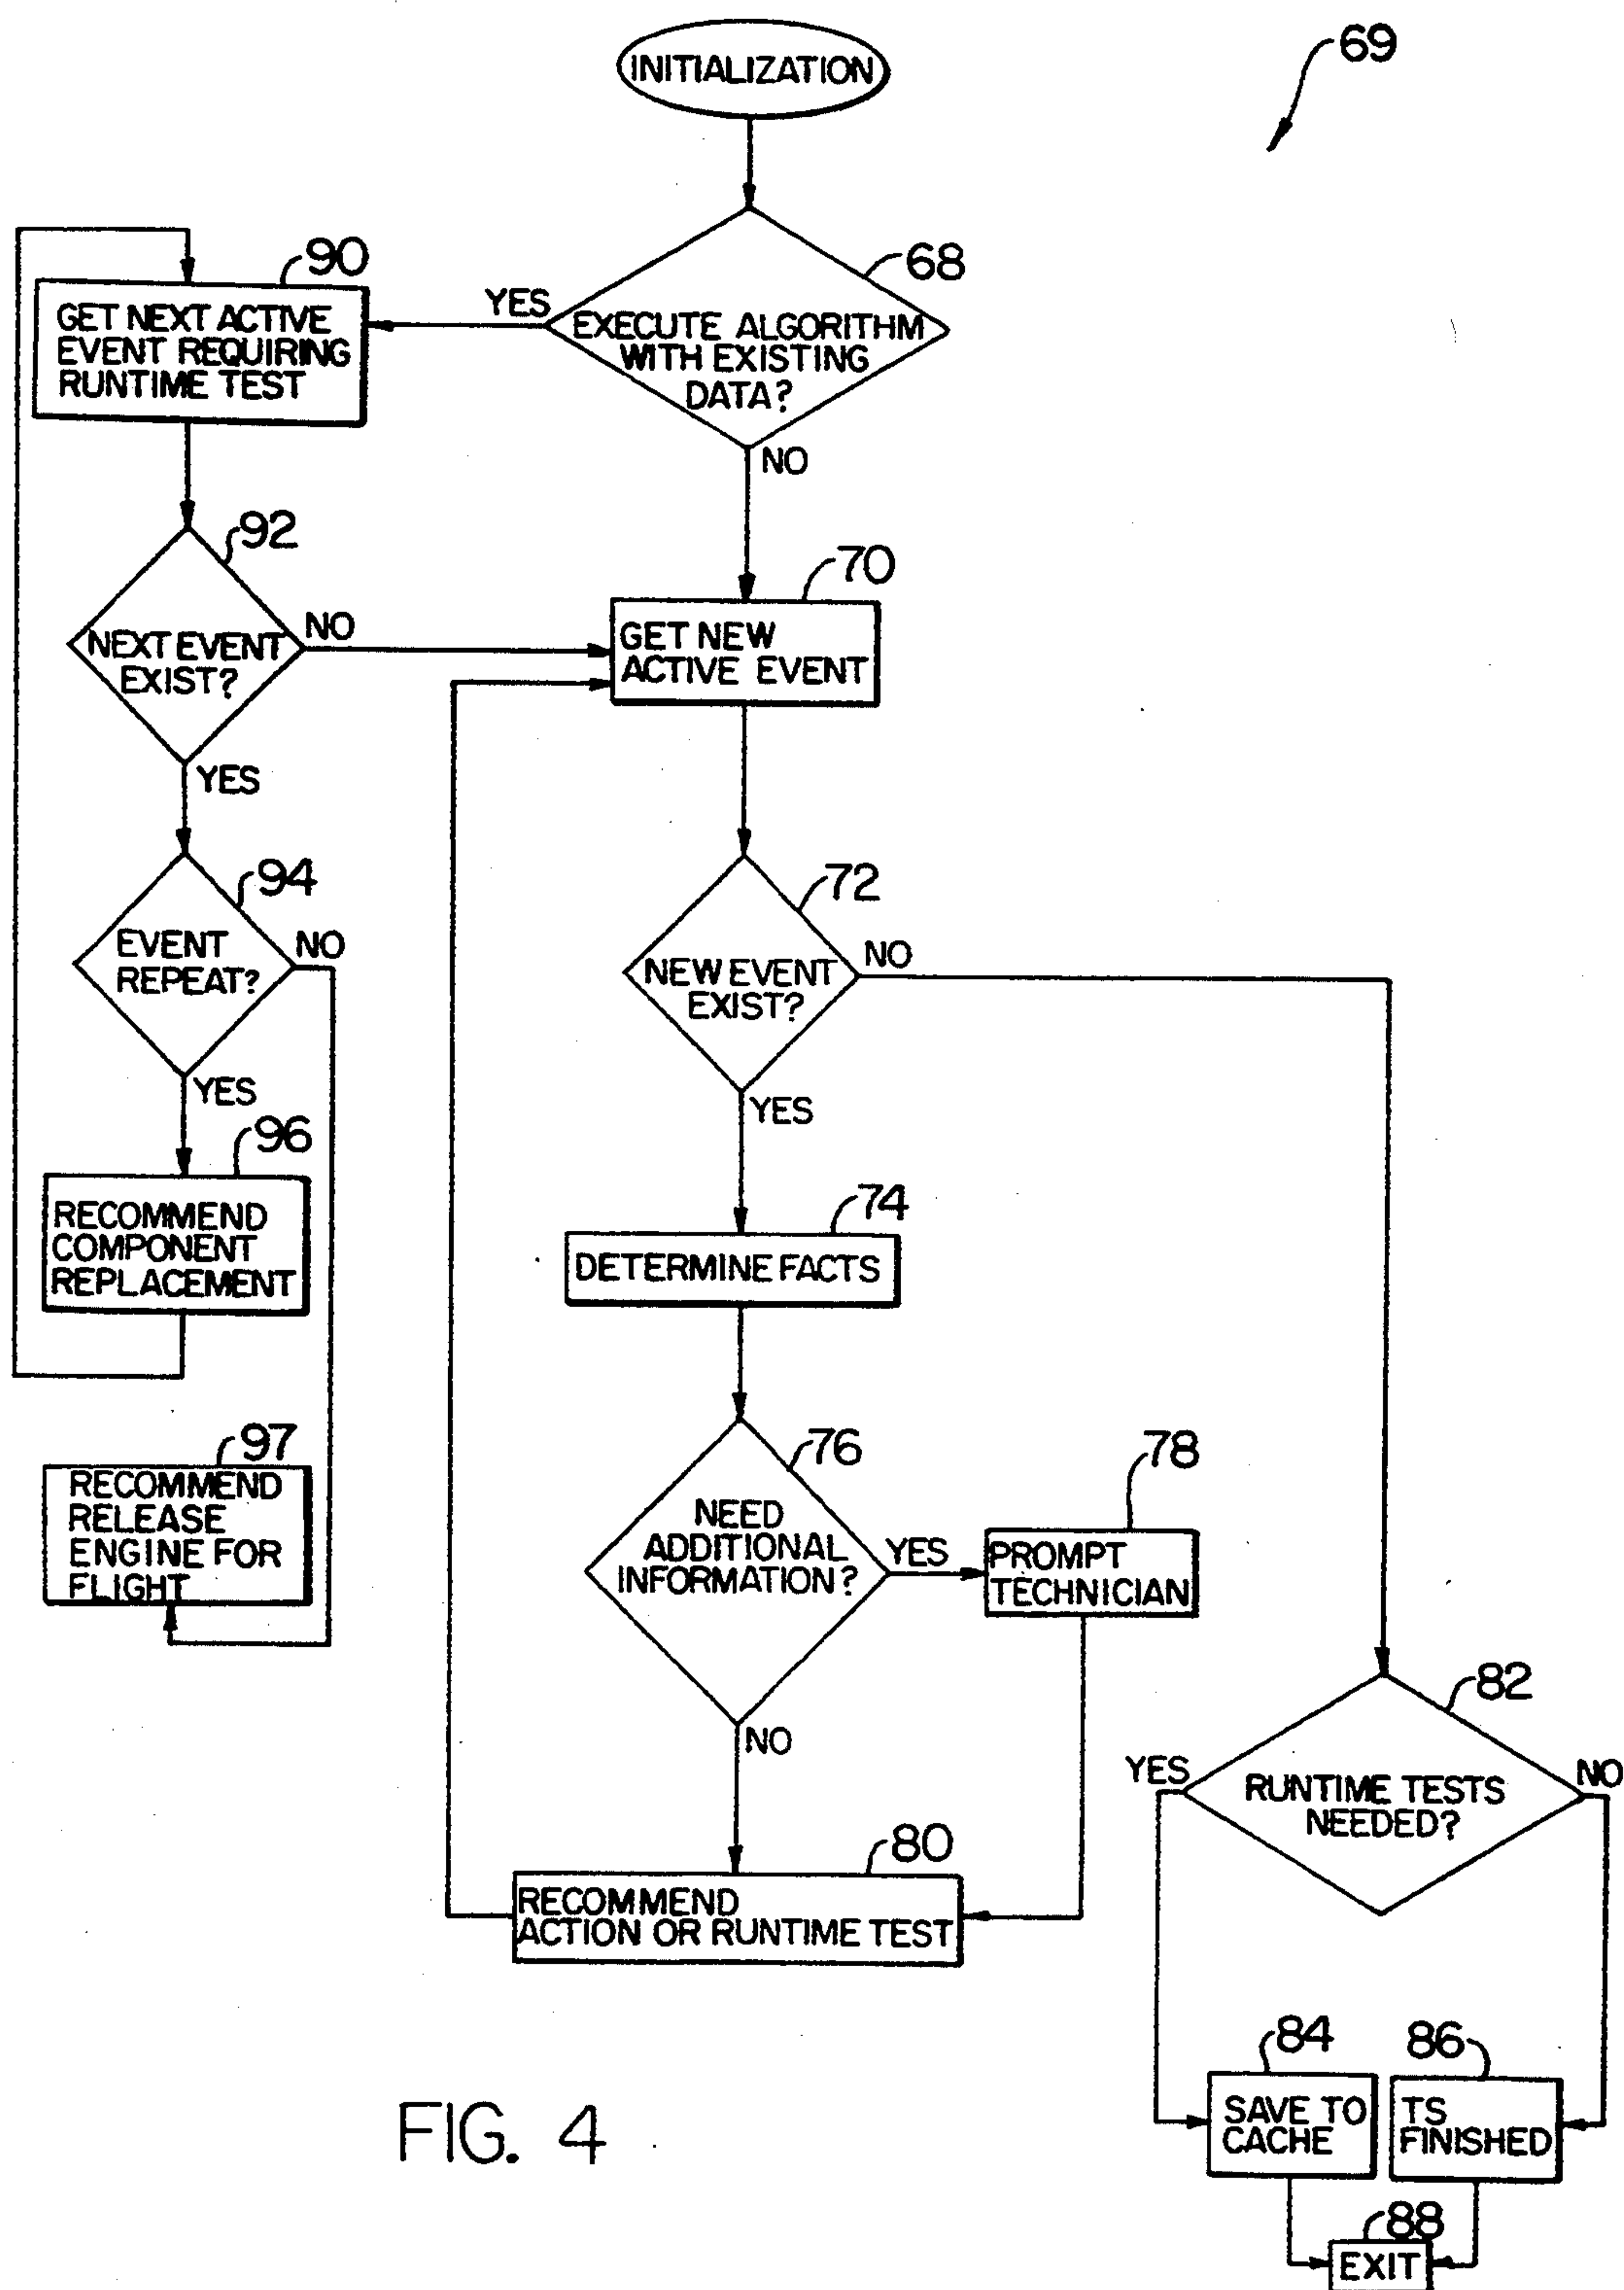 INITIALIZATION
69
68
EXECUTE ALGORITHM
WITH EXISTING
DATA?
YES
NO
90
GET NEXT ACTIVE
EVENT REQUIRING
RUNTIME TEST
92
NEXT EVENT
EXIST?
NO
YES
70
GET NEW
ACTIVE EVENT
94
EVENT
REPEAT?
NO
YES
72
NEW EVENT
EXIST?
NO
YES
96
RECOMMEND
COMPONENT
REPLACEMENT
74
DETERMINE FACTS
97
RECOMMEND
RELEASE
ENGINE FOR
FLIGHT
76
NEED
ADDITIONAL
INFORMATION?
YES
NO
78
PROMPT
TECHNICIAN
80
RECOMMEND
ACTION OR RUNTIME TEST
82
RUNTIME TESTS
NEEDED?
YES
NO
84
SAVE TO
CACHE
86
TS
FINISHED
88
EXIT
FIG. 4